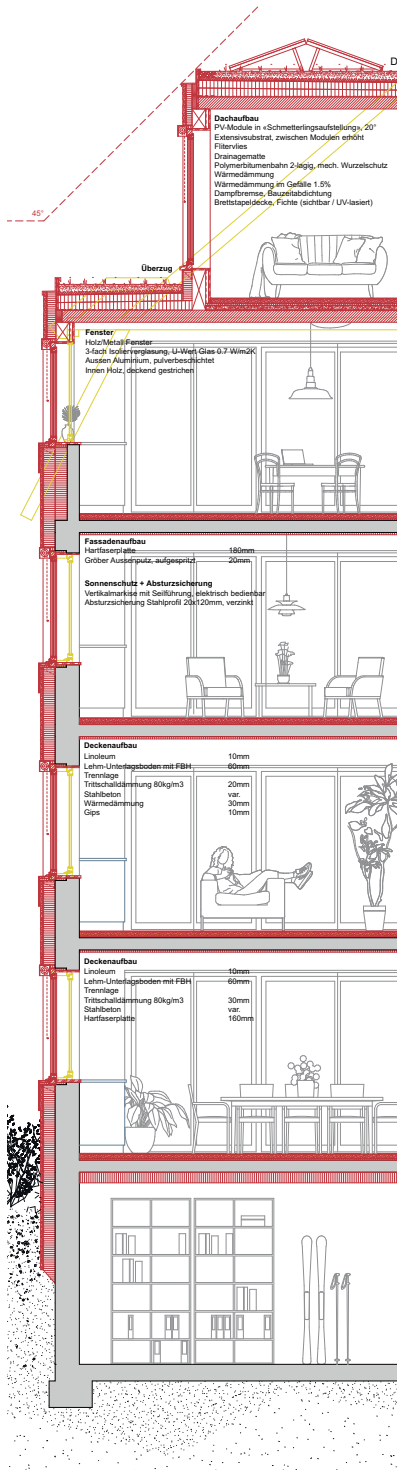 D
Dachaufbau
PV-Module in «Schmetterlingsaufstellung», 20°
Extensivsubstrat, zwischen Modulen erhöht
Filtervlies
Drainagematte
Polymerbitumenbahn 2-lagig, mech. Wurzelschutz
Wärmedämmung
Wärmedämmung im Gefälle 1.5%
Dampfbremse, Bauzeitabdichtung
Brettstapeldecke, Fichte (sichtbar / UV-lasiert)
45°
Überzug
Fenster
Holz/Metall Fenster
3-fach Isolierverglasung, U-Wert Glas 0.7 W/m2K
Aussen Aluminium, pulverbeschichtet
Innen Holz, deckend gestrichen
Fassadenaufbau
Hartfaserplatte 180mm
Gröber Aussenputz, aufgespritzt 20mm
Sonnenschutz + Absturzsicherung
Vertikalmarkise mit Seilführung, elektrisch bedienbar
Absturzsicherung Stahlprofil 20x120mm, verzinkt
Deckenaufbau
Linoleum 10mm
Lehm-Unterlagsboden mit FBH 60mm
Trennlage
Trittschalldämmung 80kg/m3 20mm
Stahlbeton var.
Wärmedämmung 30mm
Gips 10mm
Deckenaufbau
Linoleum 10mm
Lehm-Unterlagsboden mit FBH 60mm
Trennlage
Trittschalldämmung 80kg/m3 30mm
Stahlbeton var.
Hartfaserplatte 160mm